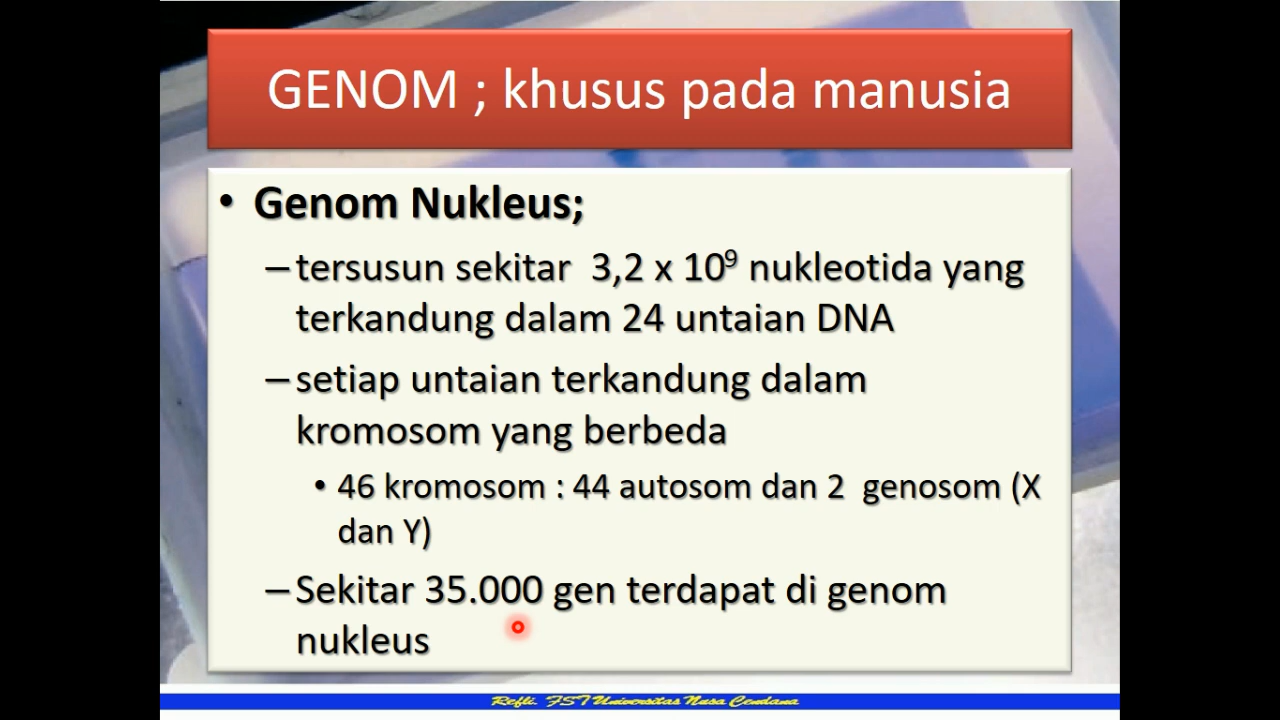 GENOM ; khusus pada manusia
• Genom Nukleus;
– tersusun sekitar 3,2 x 10⁹ nukleotida yang
terkandung dalam 24 untaian DNA
– setiap untaian terkandung dalam
kromosom yang berbeda
• 46 kromosom : 44 autosom dan 2 genosom (X
dan Y)
– Sekitar 35.000 gen terdapat di genom
nukleus
Refli. FST Universitas Nusa Cendana